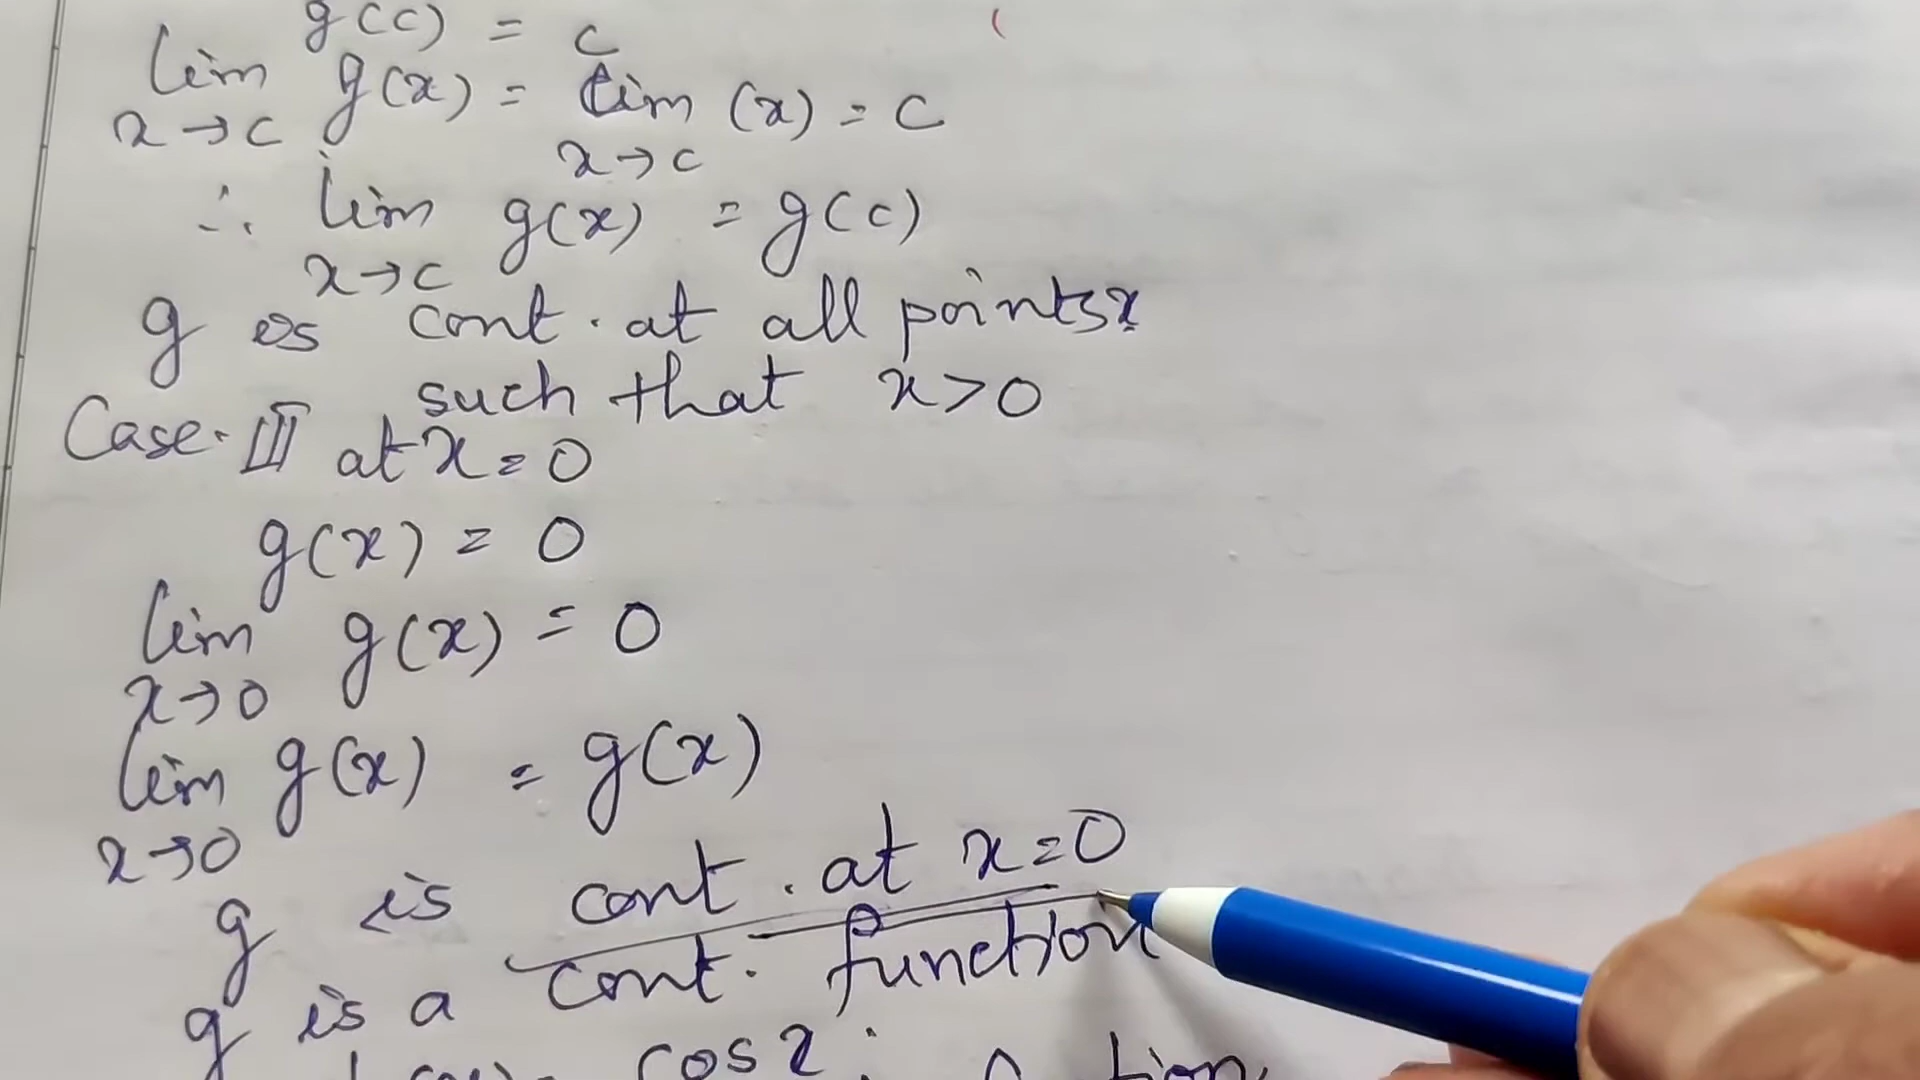 g(c) = c
lim g(x) = lim (x) = c
x→c x→c
∴ lim g(x) = g(c)
x→c
g is cont. at all points x
such that x>0
Case-III at x=0
g(x) = 0
lim g(x) = 0
x→0
lim g(x) = g(x)
x→0
g is cont. at x=0
g is a cont. function
cos x